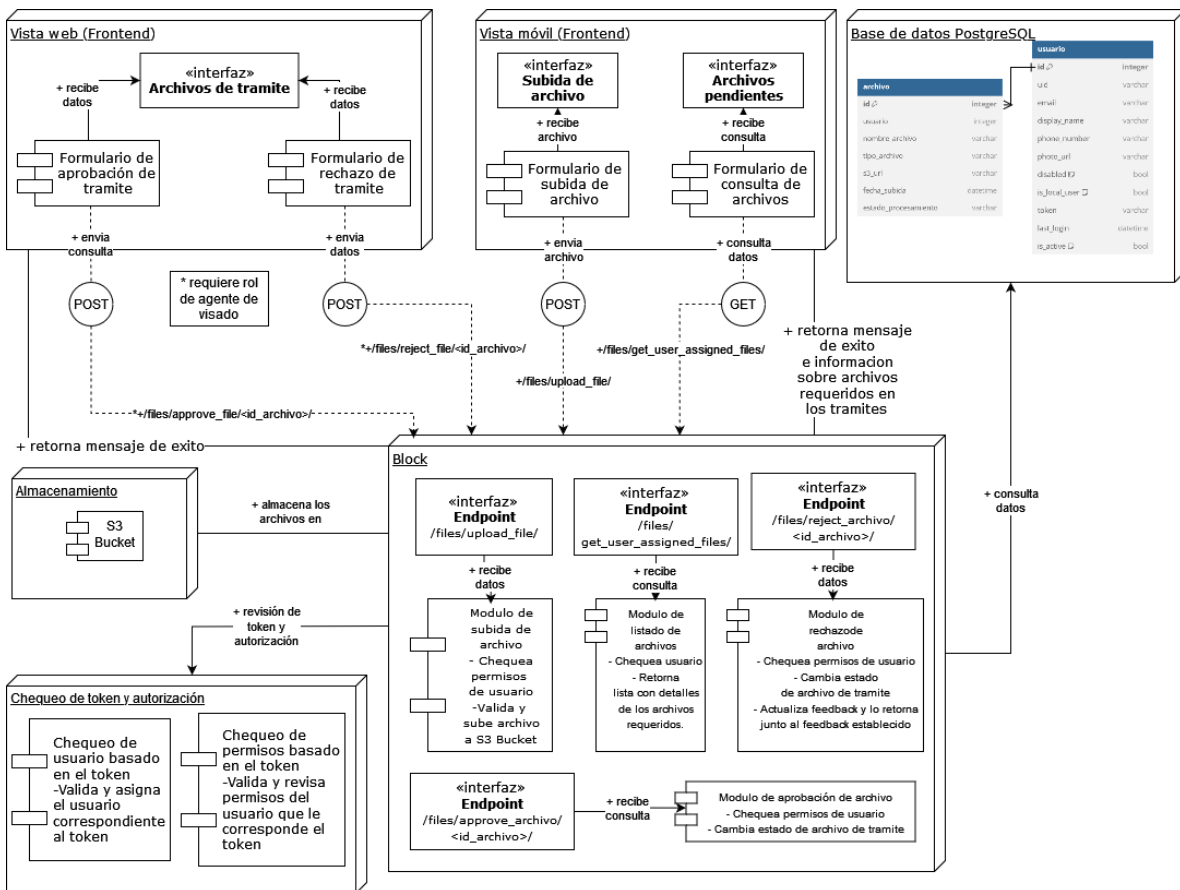 Vista web (Frontend)
«interfaz»
Archivos de tramite
+ recibe
datos
+ recibe
datos
Formulario de
aprobación de
tramite
Formulario de
rechazo de
tramite
+ envia
consulta
+ envia
datos
POST
* requiere rol
de agente de
visado
POST
Vista móvil (Frontend)
«interfaz»
Subida de
archivo
«interfaz»
Archivos
pendientes
+ recibe
archivo
+ recibe
consulta
Formulario de
subida de
archivo
Formulario de
consulta de
archivos
+ envia
archivo
+ consulta
datos
POST
GET
Base de datos PostgreSQL
archivo
id integer
usuario integer
nombre_archivo varchar
tipo_archivo varchar
s3_url varchar
fecha_subida datetime
estado_procesamiento varchar
usuario
id integer
uid varchar
email varchar
display_name varchar
phone_number varchar
photo_url varchar
disabled bool
is_local_user bool
token varchar
last_login datetime
is_active bool
*+/files/reject_file/<id_archivo>/
+/files/get_user_assigned_files/
+/files/upload_file/
*+/files/approve_file/<id_archivo>/
+ retorna mensaje
de exito
e informacion
sobre archivos
requeridos en
los tramites
+ retorna mensaje de exito
Almacenamiento
S3
Bucket
+ almacena los
archivos en
+ revisión de
token y
autorización
+ consulta
datos
Block
«interfaz»
Endpoint
/files/upload_file/
«interfaz»
Endpoint
/files/
get_user_assigned_files/
«interfaz»
Endpoint
/files/reject_archivo/
<id_archivo>/
+ recibe
datos
+ recibe
consulta
+ recibe
datos
Modulo de
subida de
archivo
- Chequea
permisos
de usuario
-Valida y
sube archivo
a S3 Bucket
Modulo de
listado de
archivos
- Chequea usuario
- Retorna
lista con detalles
de los archivos
requeridos.
Modulo de
rechazode
archivo
- Chequea permisos de usuario
- Cambia estado
de archivo de tramite
- Actualiza feedback y lo retorna
junto al feedback establecido
«interfaz»
Endpoint
/files/approve_archivo/
<id_archivo>/
+ recibe
consulta
Modulo de aprobación de archivo
- Chequea permisos de usuario
- Cambia estado de archivo de tramite
Chequeo de token y autorización
Chequeo de
usuario basado
en el token
-Valida y asigna
el usuario
correspondiente
al token
Chequeo de
permisos basado
en el token
-Valida y revisa
permisos del
usuario que le
corresponde el
token